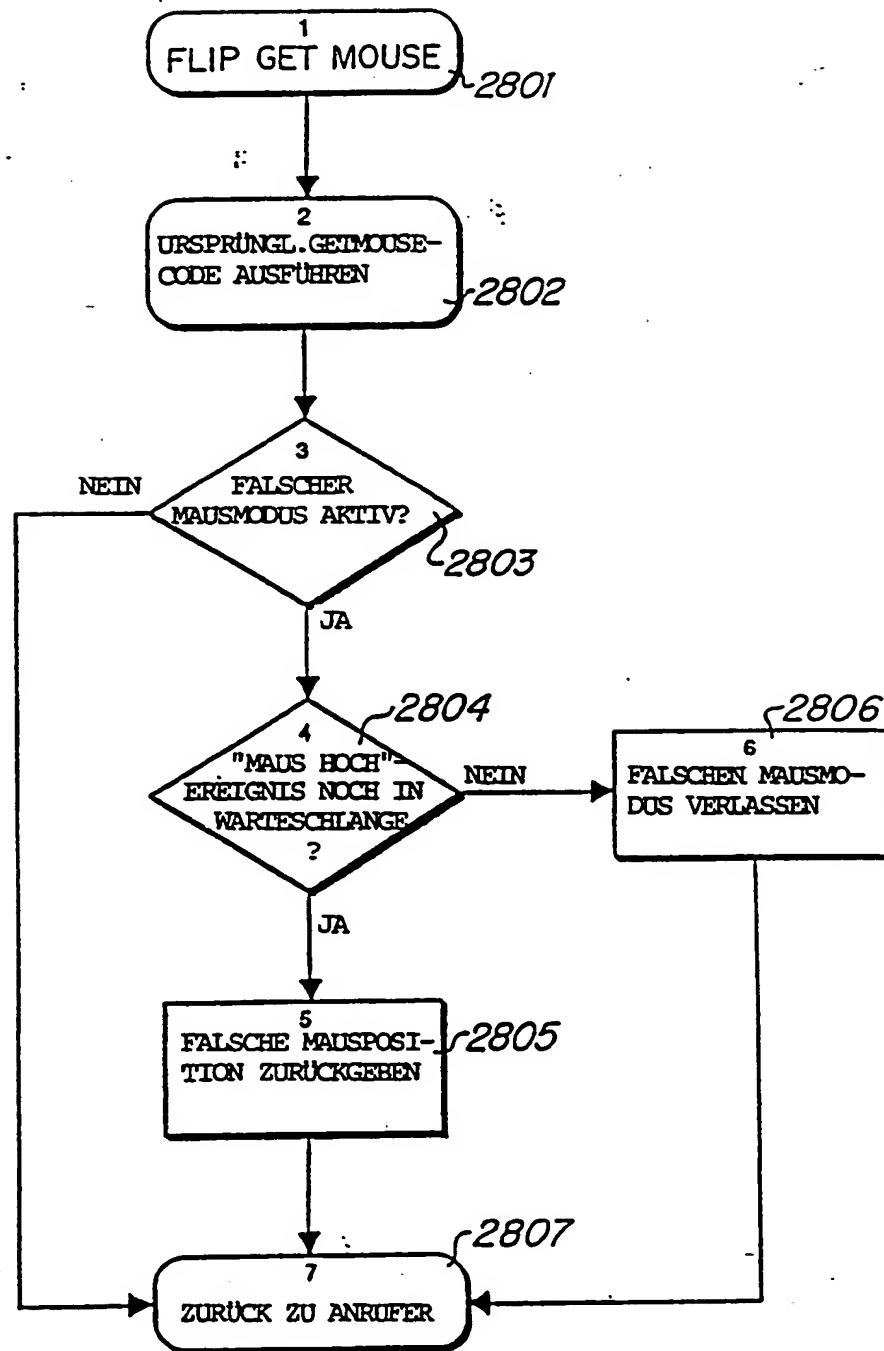 1
FLIP GET MOUSE
2801
2
URSPRÜNGL.GETMOUSE-
CODE AUSFÜHREN
2802
3
FALSCHER
MAUSMODUS AKTIV?
2803
NEIN
JA
4
"MAUS HOCH"-
EREIGNIS NOCH IN
WARTESCHLANGE
?
2804
NEIN
6
FALSCHEN MAUSMO-
DUS VERLASSEN
2806
JA
5
FALSCHE MAUSPOSI-
TION ZURÜCKGEBEN
2805
7
ZURÜCK ZU ANRUFER
2807